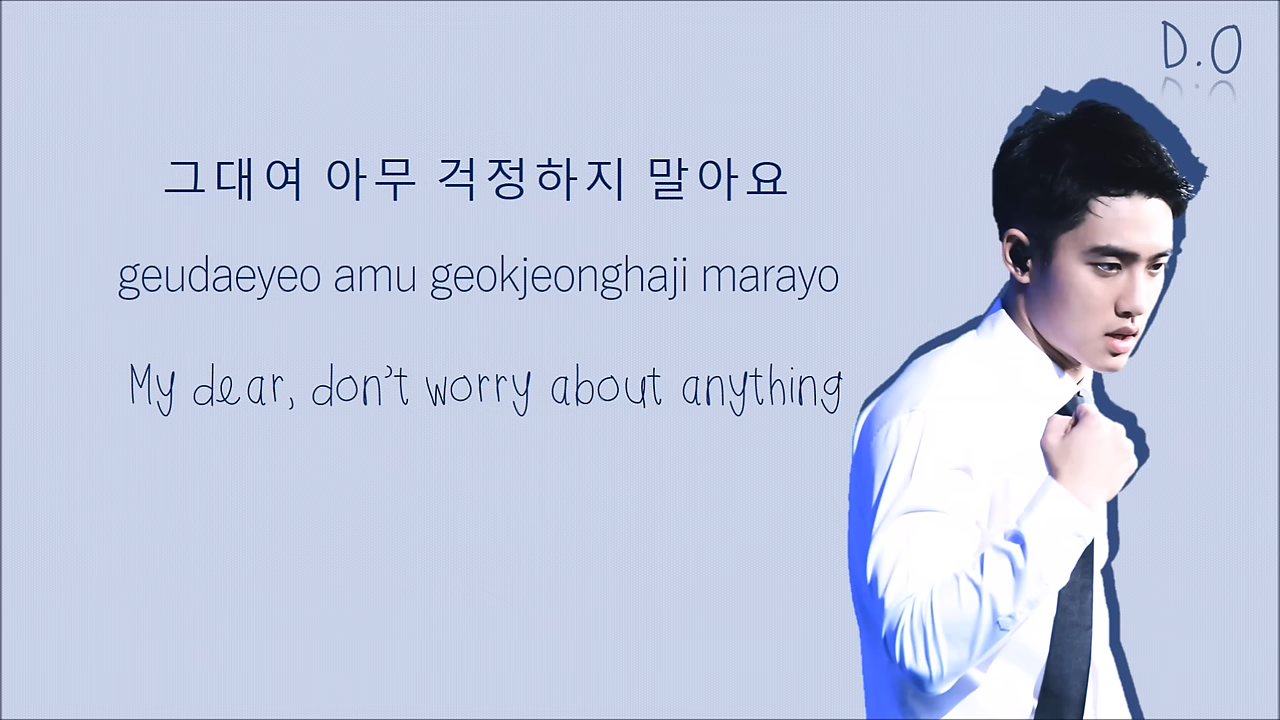 D.O
그대여 아무 걱정하지 말아요
geudaeyeo amu geokjeonghaji marayo
My dear, don't worry about anything